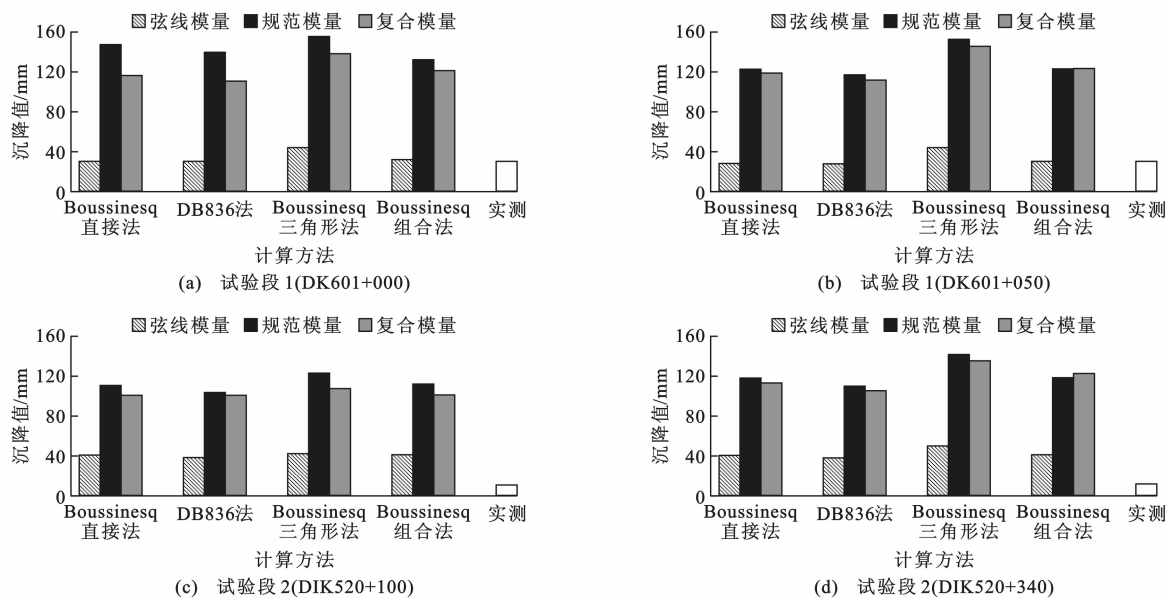 弦线模量 规范模量 复合模量
160
120
80
40
0
沉降值/mm
Boussinesq 直接法
DB836法
Boussinesq 三角形法
Boussinesq 组合法
实测
计算方法
(a) 试验段1(DK601+000)
弦线模量 规范模量 复合模量
160
120
80
40
0
沉降值/mm
Boussinesq 直接法
DB836法
Boussinesq 三角形法
Boussinesq 组合法
实测
计算方法
(b) 试验段1(DK601+050)
弦线模量 规范模量 复合模量
160
120
80
40
0
沉降值/mm
Boussinesq 直接法
DB836法
Boussinesq 三角形法
Boussinesq 组合法
实测
计算方法
(c) 试验段2(DIK520+100)
弦线模量 规范模量 复合模量
160
120
80
40
0
沉降值/mm
Boussinesq 直接法
DB836法
Boussinesq 三角形法
Boussinesq 组合法
实测
计算方法
(d) 试验段2(DIK520+340)